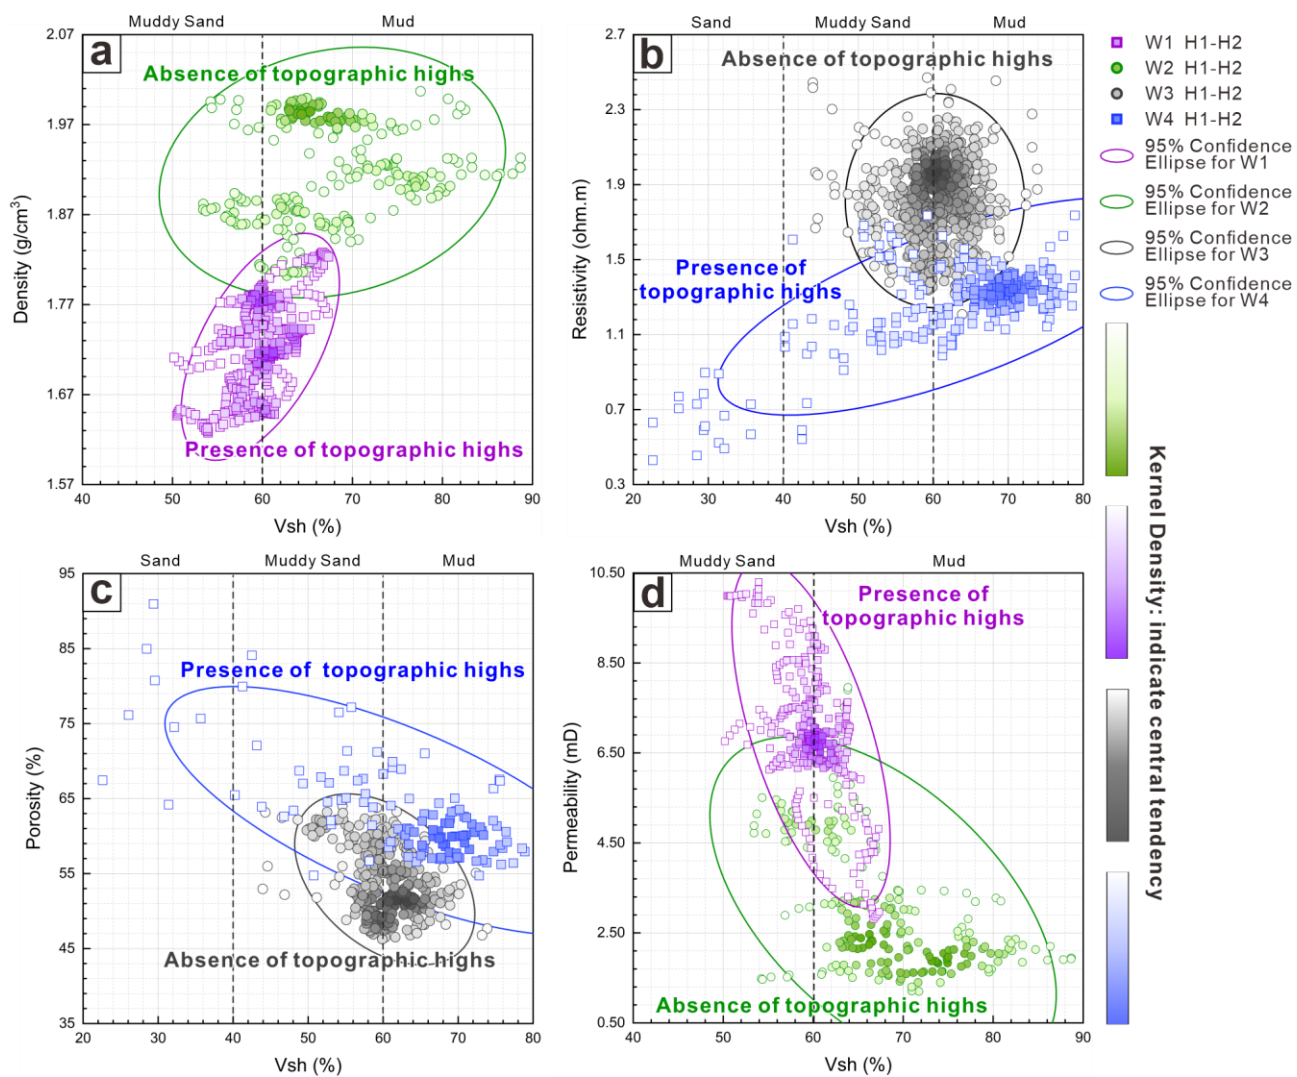 Muddy Sand Mud
a
Absence of topographic highs
Presence of topographic highs
2.07
1.97
1.87
1.77
1.67
1.57
Density (g/cm³)
40 50 60 70 80 90
Vsh (%)
Sand Muddy Sand Mud
b
Absence of topographic highs
Presence of
topographic highs
2.7
2.3
1.9
1.5
1.1
0.7
0.3
Resistivity (ohm.m)
20 30 40 50 60 70 80
Vsh (%)
W1 H1-H2
W2 H1-H2
W3 H1-H2
W4 H1-H2
95% Confidence
Ellipse for W1
95% Confidence
Ellipse for W2
95% Confidence
Ellipse for W3
95% Confidence
Ellipse for W4
Kernel Density: indicate central tendency
Sand Muddy Sand Mud
c
Presence of topographic highs
Absence of topographic highs
95
85
75
65
55
45
35
Porosity (%)
20 30 40 50 60 70 80
Vsh (%)
Muddy Sand Mud
d
Presence of
topographic highs
Absence of topographic highs
10.50
8.50
6.50
4.50
2.50
0.50
Permeability (mD)
40 50 60 70 80 90
Vsh (%)